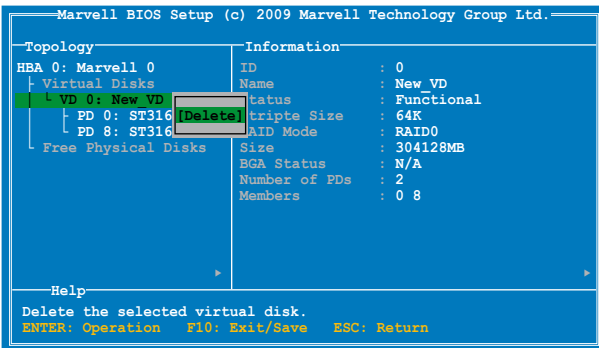 Marvell BIOS Setup (c) 2009 Marvell Technology Group Ltd.
Topology
HBA 0: Marvell 0
Virtual Disks
VD 0: New_VD
PD 0: ST316
PD 8: ST316
Free Physical Disks
[Delete]
Information
ID : 0
Name : New_VD
tatus : Functional
tripte Size : 64K
AID Mode : RAID0
Size : 304128MB
BGA Status : N/A
Number of PDs : 2
Members : 0 8
Help
Delete the selected virtual disk.
ENTER: Operation F10: Exit/Save ESC: Return